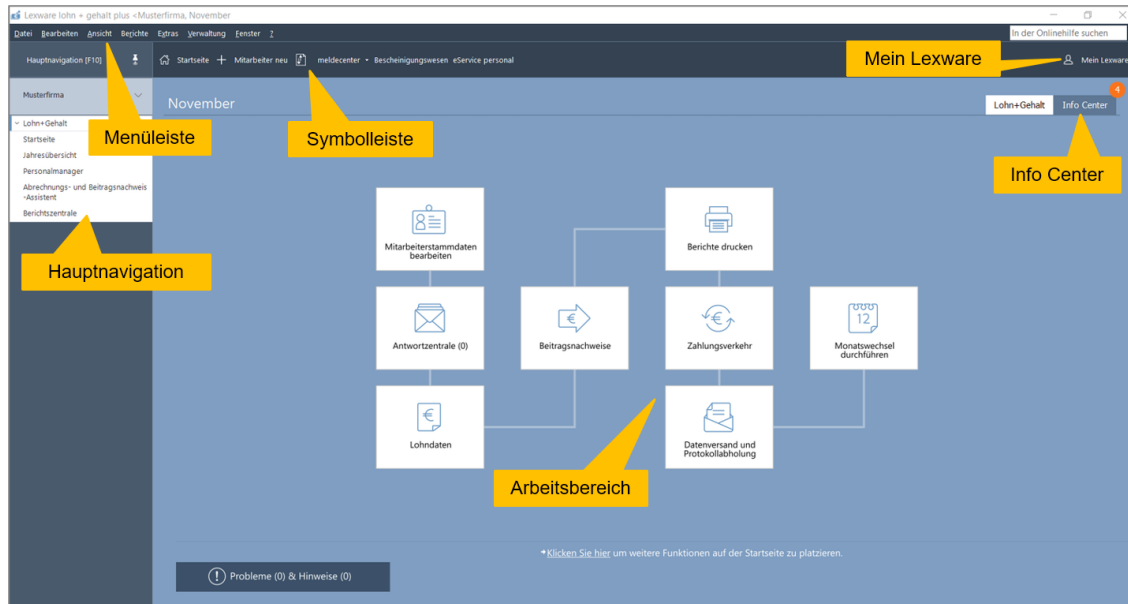 Lexware lohn + gehalt plus <Musterfirma, November
Datei Bearbeiten Ansicht Berichte Extras Verwaltung Fenster ?
In der Onlinehilfe suchen
Hauptnavigation [F10]
Startseite Mitarbeiter neu meldecenter Bescheinigungswesen eService personal
Mein Lexware
Mein Lexware
Musterfirma
November
4
Lohn+Gehalt Info Center
Lohn+Gehalt
Startseite
Jahresübersicht
Personalmanager
Abrechnungs- und Beitragsnachweis
-Assistent
Berichtszentrale
Menüleiste
Symbolleiste
Info Center
Hauptnavigation
Mitarbeiterstammdaten
bearbeiten
Berichte drucken
Antwortzentrale (0)
€
Beitragsnachweise
€
Zahlungsverkehr
12
Monatswechsel
durchführen
€
Lohndaten
Datenversand und
Protokollabholung
Arbeitsbereich
Klicken Sie hier um weitere Funktionen auf der Startseite zu platzieren.
! Probleme (0) & Hinweise (0)